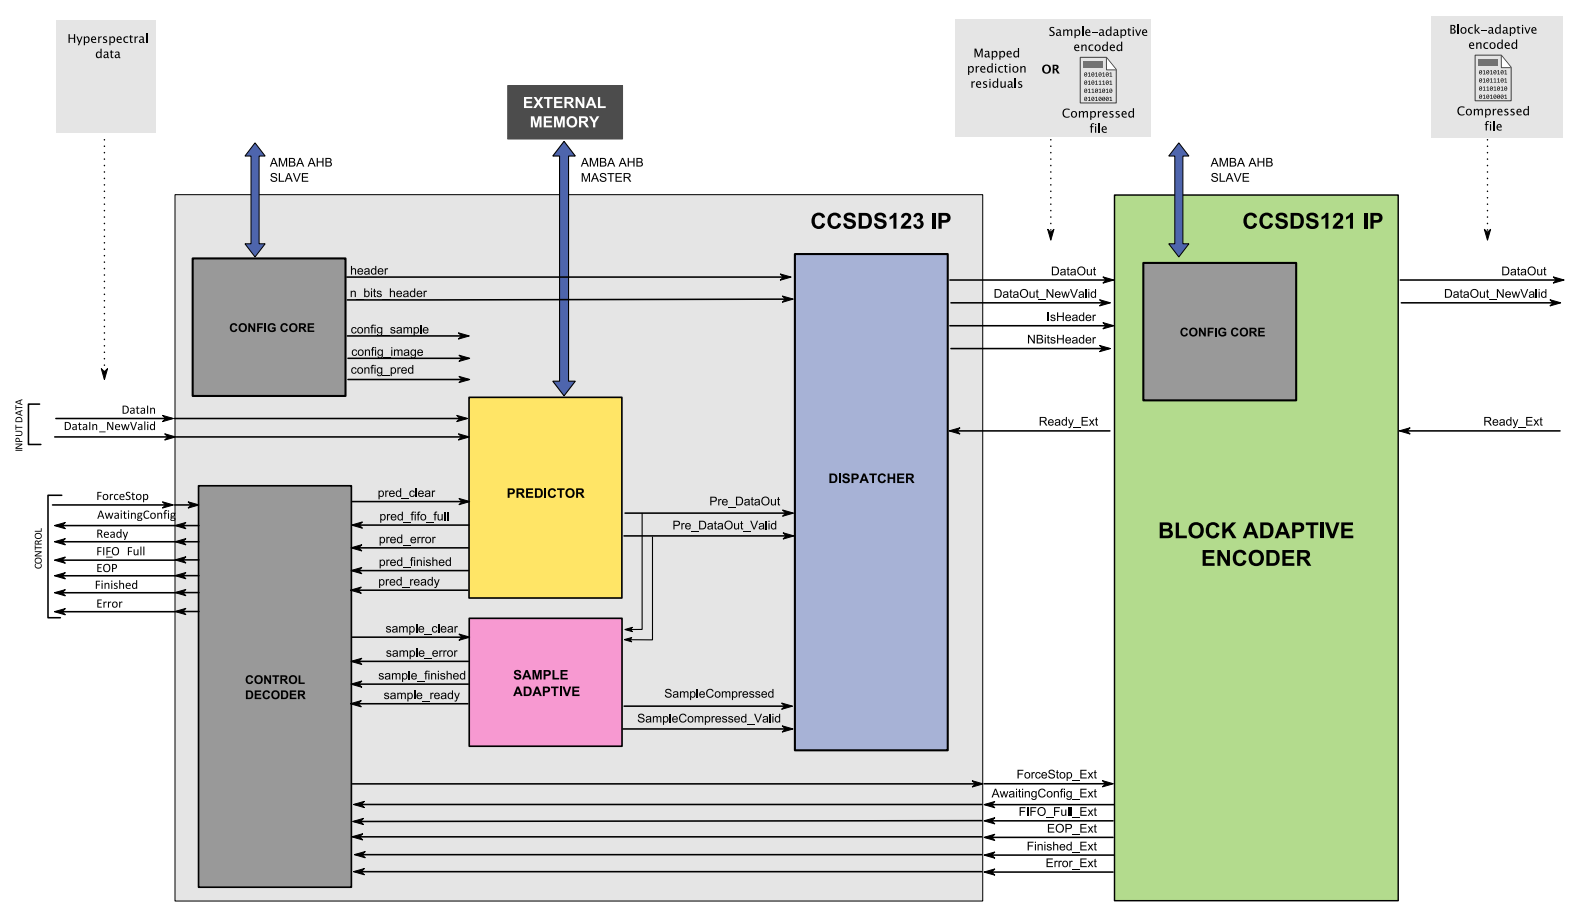 Hyperspectral
data
EXTERNAL
MEMORY
Mapped
prediction
residuals
OR
Sample-adaptive
encoded
01010101
01011101
01101010
01010001
Compressed
file
Block-adaptive
encoded
01010101
01011101
01101010
01010001
Compressed
file
AMBA AHB
SLAVE
AMBA AHB
MASTER
AMBA AHB
SLAVE
CCSDS123 IP
CCSDS121 IP
CONFIG CORE
header
n_bits_header
config_sample
config_image
config_pred
INPUT DATA
DataIn
DataIn_NewValid
PREDICTOR
DISPATCHER
DataOut
DataOut_NewValid
IsHeader
NBitsHeader
Ready_Ext
CONFIG CORE
BLOCK ADAPTIVE
ENCODER
DataOut
DataOut_NewValid
Ready_Ext
CONTROL
ForceStop
AwaitingConfig
Ready
FIFO_Full
EOP
Finished
Error
CONTROL
DECODER
pred_clear
pred_fifo_full
pred_error
pred_finished
pred_ready
Pre_DataOut
Pre_DataOut_Valid
sample_clear
sample_error
sample_finished
sample_ready
SAMPLE
ADAPTIVE
SampleCompressed
SampleCompressed_Valid
ForceStop_Ext
AwaitingConfig_Ext
FIFO_Full_Ext
EOP_Ext
Finished_Ext
Error_Ext